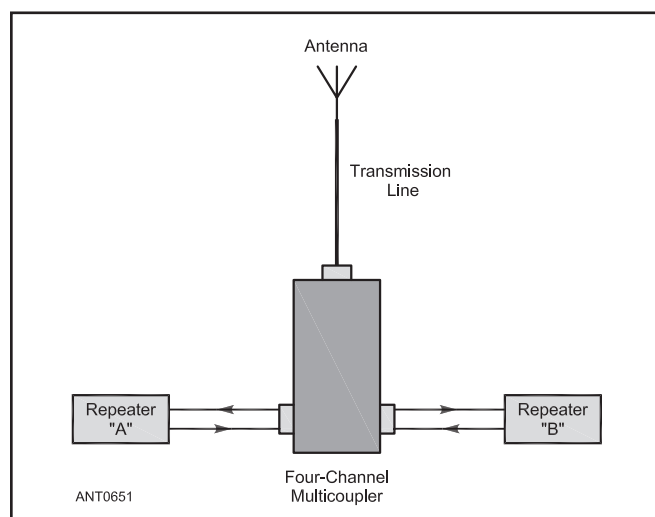 Antenna
Transmission
Line
Repeater
"A"
Repeater
"B"
Four-Channel
Multicoupler
ANT0651